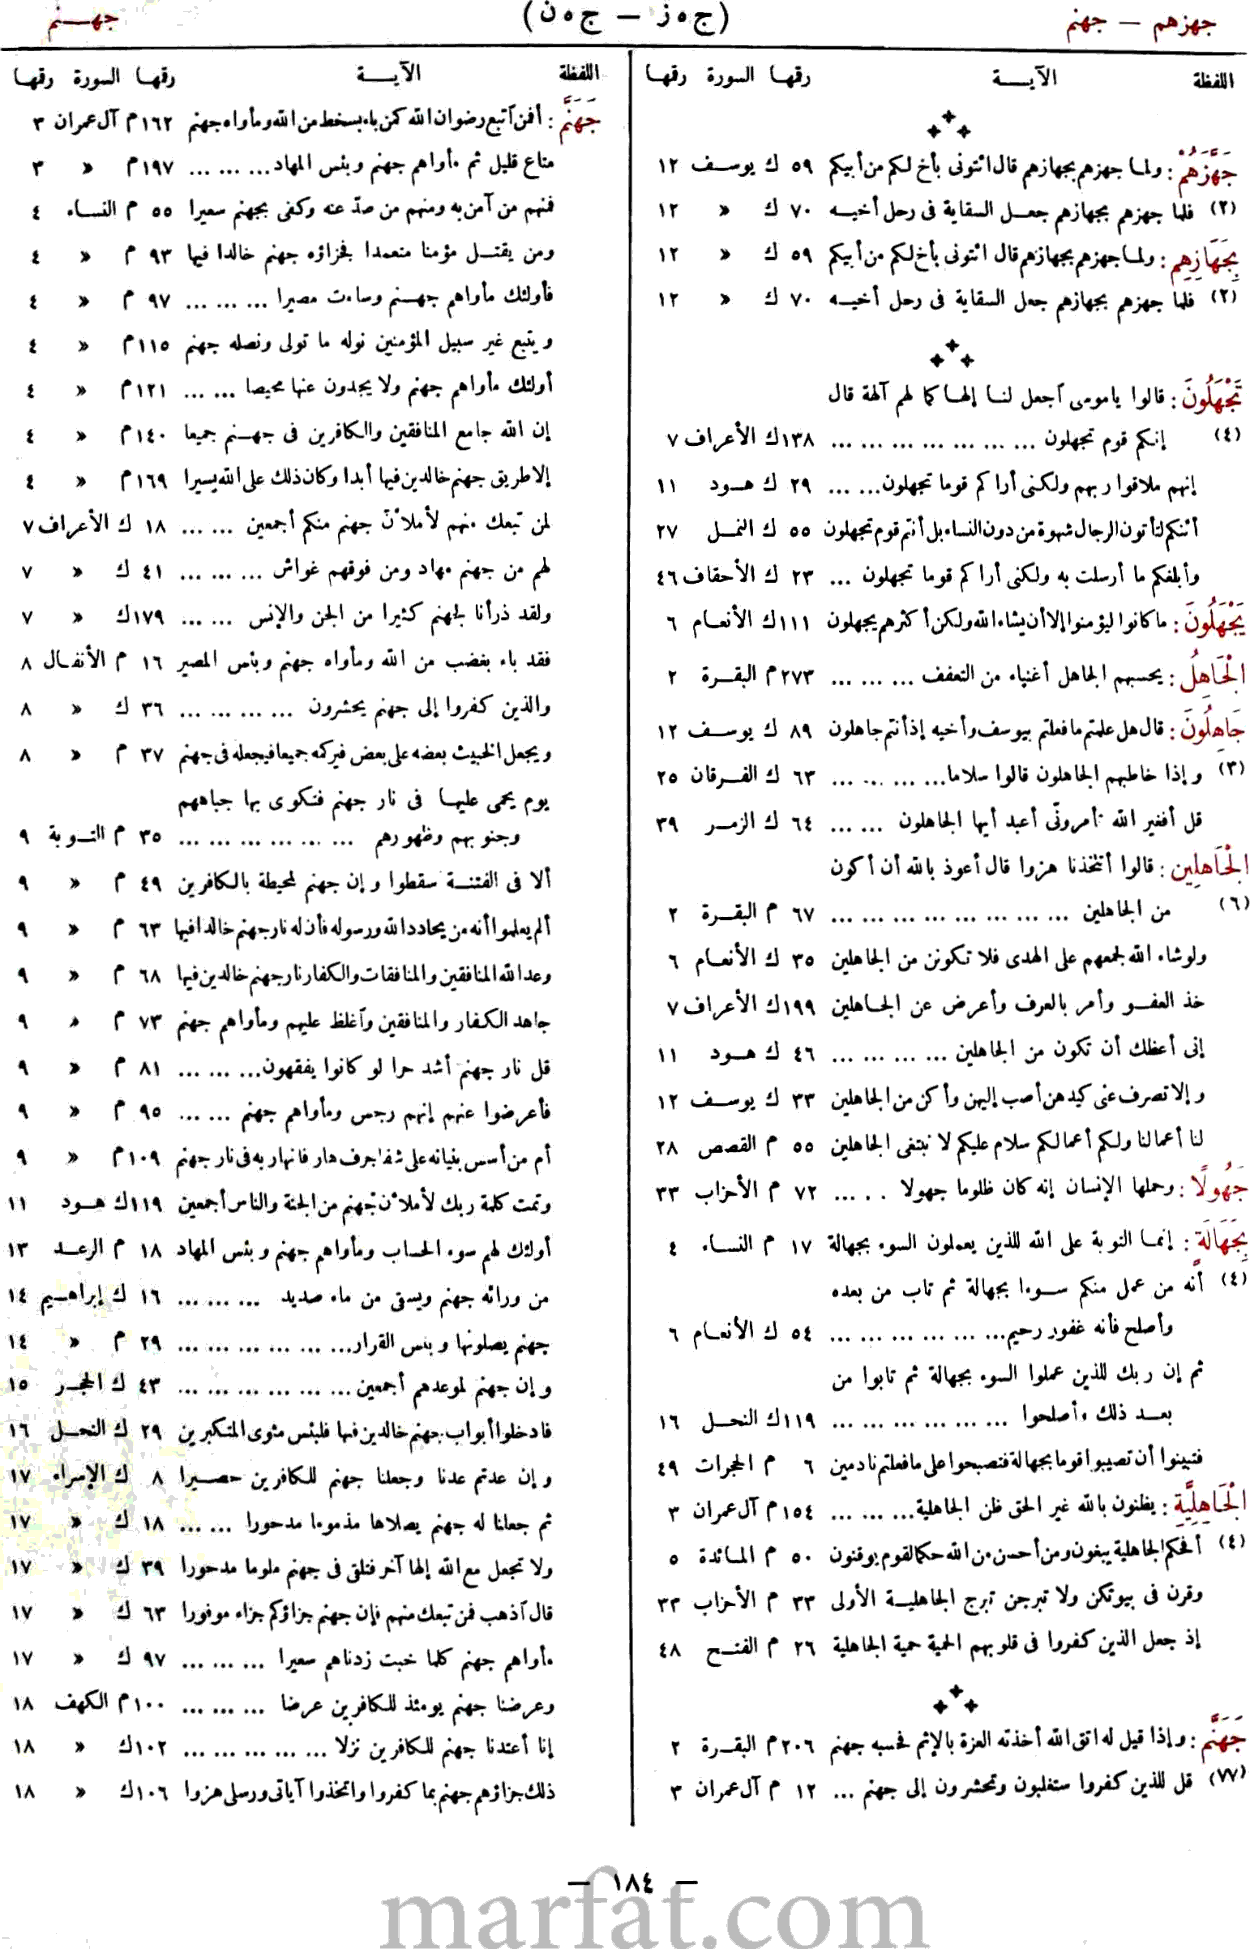 جهزهم — جهنم
(ج ه ز — ج ه ن)
جهــنم
اللفظة الآيــة رقها السورة رقها
جَهَّزَهُمْ : ولما جهزهم بجهازهم قال ائتونى بأخ لكم من أبيكم ٥٩ ك يوسف ١٢
(٢) فلما جهزهم بجهازهم جعل السقاية فى رحل أخيه ٧٠ ك « ١٢
بِجَهَازِهِم : ولما جهزهم بجهازهم قال ائتونى بأخ لكم من أبيكم ٥٩ ك « ١٢
(٢) فلما جهزهم بجهازهم جعل السقاية فى رحل أخيه ٧٠ ك « ١٢
تَجْهَلُونَ : قالوا ياموسى آجعل لنا إلها كما لهم آلهة قال
(٤) إنكم قوم تجهلون ... ... ... ... ... ... ... ١٣٨ ك الأعراف ٧
إنهم ملاقوا ربهم ولكنى أراكم قوما تجهلون ... ... ٢٩ ك هود ١١
أئنكم لتأتون الرجال شهوة من دون النساء بل أنتم قوم تجهلون ٥٥ ك النمل ٢٧
وأبلغكم ما أرسلت به ولكنى أراكم قوما تجهلون ... ٢٣ ك الأحقاف ٤٦
يَجْهَلُونَ : ما كانوا ليؤمنوا إلا أن يشاء الله ولكن أكثرهم يجهلون ١١١ ك الأنعام ٦
الْجَاهِلُ : يحسبهم الجاهل أغنياء من التعفف ... ... ... ٢٧٣ م البقرة ٢
جَاهِلُونَ : قال هل علمتم ما فعلتم بيوسف وأخيه إذ أنتم جاهلون ٨٩ ك يوسف ١٢
(٣) وإذا خاطبهم الجاهلون قالوا سلاما ... ... ... ... ٦٣ ك الفرقان ٢٥
قل أفغير الله تأمرونّى أعبد أيها الجاهلون ... ... ٦٤ ك الزمر ٣٩
الْجَاهِلِين : قالوا أتتخذنا هزوا قال أعوذ بالله أن أكون
(٦) من الجاهلين ... ... ... ... ... ... ... ... ٦٧ م البقرة ٢
ولو شاء الله لجمعهم على الهدى فلا تكونن من الجاهلين ٣٥ ك الأنعام ٦
خذ العفو وأمر بالعرف وأعرض عن الجاهلين ١٩٩ ك الأعراف ٧
إنى أعظك أن تكون من الجاهلين ... ... ... ... ٤٦ ك هود ١١
وإلا تصرف عنى كيدهن أصب إليهن وأكن من الجاهلين ٣٣ ك يوسف ١٢
لنا أعمالنا ولكم أعمالكم سلام عليكم لا نبتغى الجاهلين ٥٥ م القصص ٢٨
جَهُولًا : وحملها الإنسان إنه كان ظلوما جهولا ... ... ٧٢ م الأحزاب ٣٣
بِجَهَالَةٍ : إنما التوبة على الله للذين يعملون السوء بجهالة ١٧ م النساء ٤
(٤) أنه من عمل منكم سوءا بجهالة ثم تاب من بعده
وأصلح فأنه غفور رحيم ... ... ... ... ... ... ٥٤ ك الأنعام ٦
ثم إن ربك للذين عملوا السوء بجهالة ثم تابوا من
بعد ذلك وأصلحوا ... ... ... ... ... ... ... ١١٩ ك النحل ١٦
فتبينوا أن تصيبوا قوما بجهالة فتصبحوا على ما فعلتم نادمين ٦ م الحجرات ٤٩
الْجَاهِلِيَّةِ : يظنون بالله غير الحق ظن الجاهلية ... ... ... ١٥٤ م آل عمران ٣
(٤) أفحكم الجاهلية يبغون ومن أحسن من الله حكما لقوم يوقنون ٥٠ م المائدة ٥
وقرن فى بيوتكن ولا تبرجن تبرج الجاهلية الأولى ٣٣ م الأحزاب ٣٣
إذ جعل الذين كفروا فى قلوبهم الحمية حمية الجاهلية ٢٦ م الفتح ٤٨
جَهَنَّم : وإذا قيل له اتق الله أخذته العزة بالإثم فحسبه جهنم ٢٠٦ م البقرة ٢
(٧٧) قل للذين كفروا ستغلبون وتحشرون إلى جهنم ... ١٢ م آل عمران ٣
اللفظة الآيــة رقها السورة رقها
جَهَنَّم : أفمن آتبع رضوان الله كمن باء بسخط من الله ومأواه جهنم ١٦٢ م آل عمران ٣
متاع قليل ثم مأواهم جهنم وبئس المهاد ... ... ... ١٩٧ م « ٣
فمنهم من آمن به ومنهم من صدّ عنه وكفى بجهنم سعيرا ٥٥ م النساء ٤
ومن يقتل مؤمنا متعمدا فجزاؤه جهنم خالدا فيها ٩٣ م « ٤
فأولئك مأواهم جهنم وساءت مصيرا ... ... ... ٩٧ م « ٤
ويتبع غير سبيل المؤمنين نوله ما تولى ونصله جهنم ١١٥ م « ٤
أولئك مأواهم جهنم ولا يجدون عنها محيصا ... ... ١٢١ م « ٤
إن الله جامع المنافقين والكافرين فى جهنم جميعا ١٤٠ م « ٤
إلا طريق جهنم خالدين فيها أبدا وكان ذلك على الله يسيرا ١٦٩ م « ٤
لمن تبعك منهم لأملأنّ جهنم منكم أجمعين ... ... ١٨ ك الأعراف ٧
لهم من جهنم مهاد ومن فوقهم غواش ... ... ... ٤١ ك « ٧
ولقد ذرأنا لجهنم كثيرا من الجن والإنس ... ... ١٧٩ ك « ٧
فقد باء بغضب من الله ومأواه جهنم وبئس المصير ١٦ م الأنفال ٨
والذين كفروا إلى جهنم يحشرون ... ... ... ... ٣٦ ك « ٨
ويجعل الخبيث بعضه على بعض فيركمه جميعا فيجعله فى جهنم ٣٧ م « ٨
يوم يحمى عليها فى نار جهنم فتكوى بها جباههم
وجنوبهم وظهورهم ... ... ... ... ... ... ... ٣٥ م التوبة ٩
ألا فى الفتنة سقطوا وإن جهنم لمحيطة بالكافرين ٤٩ م « ٩
ألم يعلموا أنه من يحادد الله ورسوله فأن له نار جهنم خالدا فيها ٦٣ م « ٩
وعد الله المنافقين والمنافقات والكفار نار جهنم خالدين فيها ٦٨ م « ٩
جاهد الكفار والمنافقين وآغلظ عليهم ومأواهم جهنم ٧٣ م « ٩
قل نار جهنم أشد حرا لو كانوا يفقهون ... ... ... ٨١ م « ٩
فأعرضوا عنهم إنهم رجس ومأواهم جهنم ... ... ٩٥ م « ٩
أم من أسس بنيانه على شفا جرف هار فانهار به فى نار جهنم ١٠٩ م « ٩
وتمت كلمة ربك لأملأنّ جهنم من الجنة والناس أجمعين ١١٩ ك هود ١١
أولئك لهم سوء الحساب ومأواهم جهنم وبئس المهاد ١٨ م الرعد ١٣
من ورائه جهنم ويسقى من ماء صديد ... ... ... ١٦ ك إبراهيم ١٤
جهنم يصلونها وبئس القرار ... ... ... ... ... ... ٢٩ م « ١٤
وإن جهنم لموعدهم أجمعين ... ... ... ... ... ... ٤٣ ك الحجر ١٥
فادخلوا أبواب جهنم خالدين فيها فلبئس مثوى المتكبرين ٢٩ ك النحل ١٦
وإن عدتم عدنا وجعلنا جهنم للكافرين حصيرا ٨ ك الإسراء ١٧
ثم جعلنا له جهنم يصلاها مذموما مدحورا ... ... ١٨ ك « ١٧
ولا تجعل مع الله إلها آخر فتلقى فى جهنم ملوما مدحورا ٣٩ ك « ١٧
قال آذهب فمن تبعك منهم فإن جهنم جزاؤكم جزاء موفورا ٦٣ ك « ١٧
مأواهم جهنم كلما خبت زدناهم سعيرا ... ... ... ٩٧ ك « ١٧
وعرضنا جهنم يومئذ للكافرين عرضا ... ... ... ١٠٠ م الكهف ١٨
إنا أعتدنا جهنم للكافرين نزلا ... ... ... ... ... ١٠٢ ك « ١٨
ذلك جزاؤهم جهنم بما كفروا واتخذوا آياتى ورسلى هزوا ١٠٦ ك « ١٨
— ١٨٤ —
marfat.com